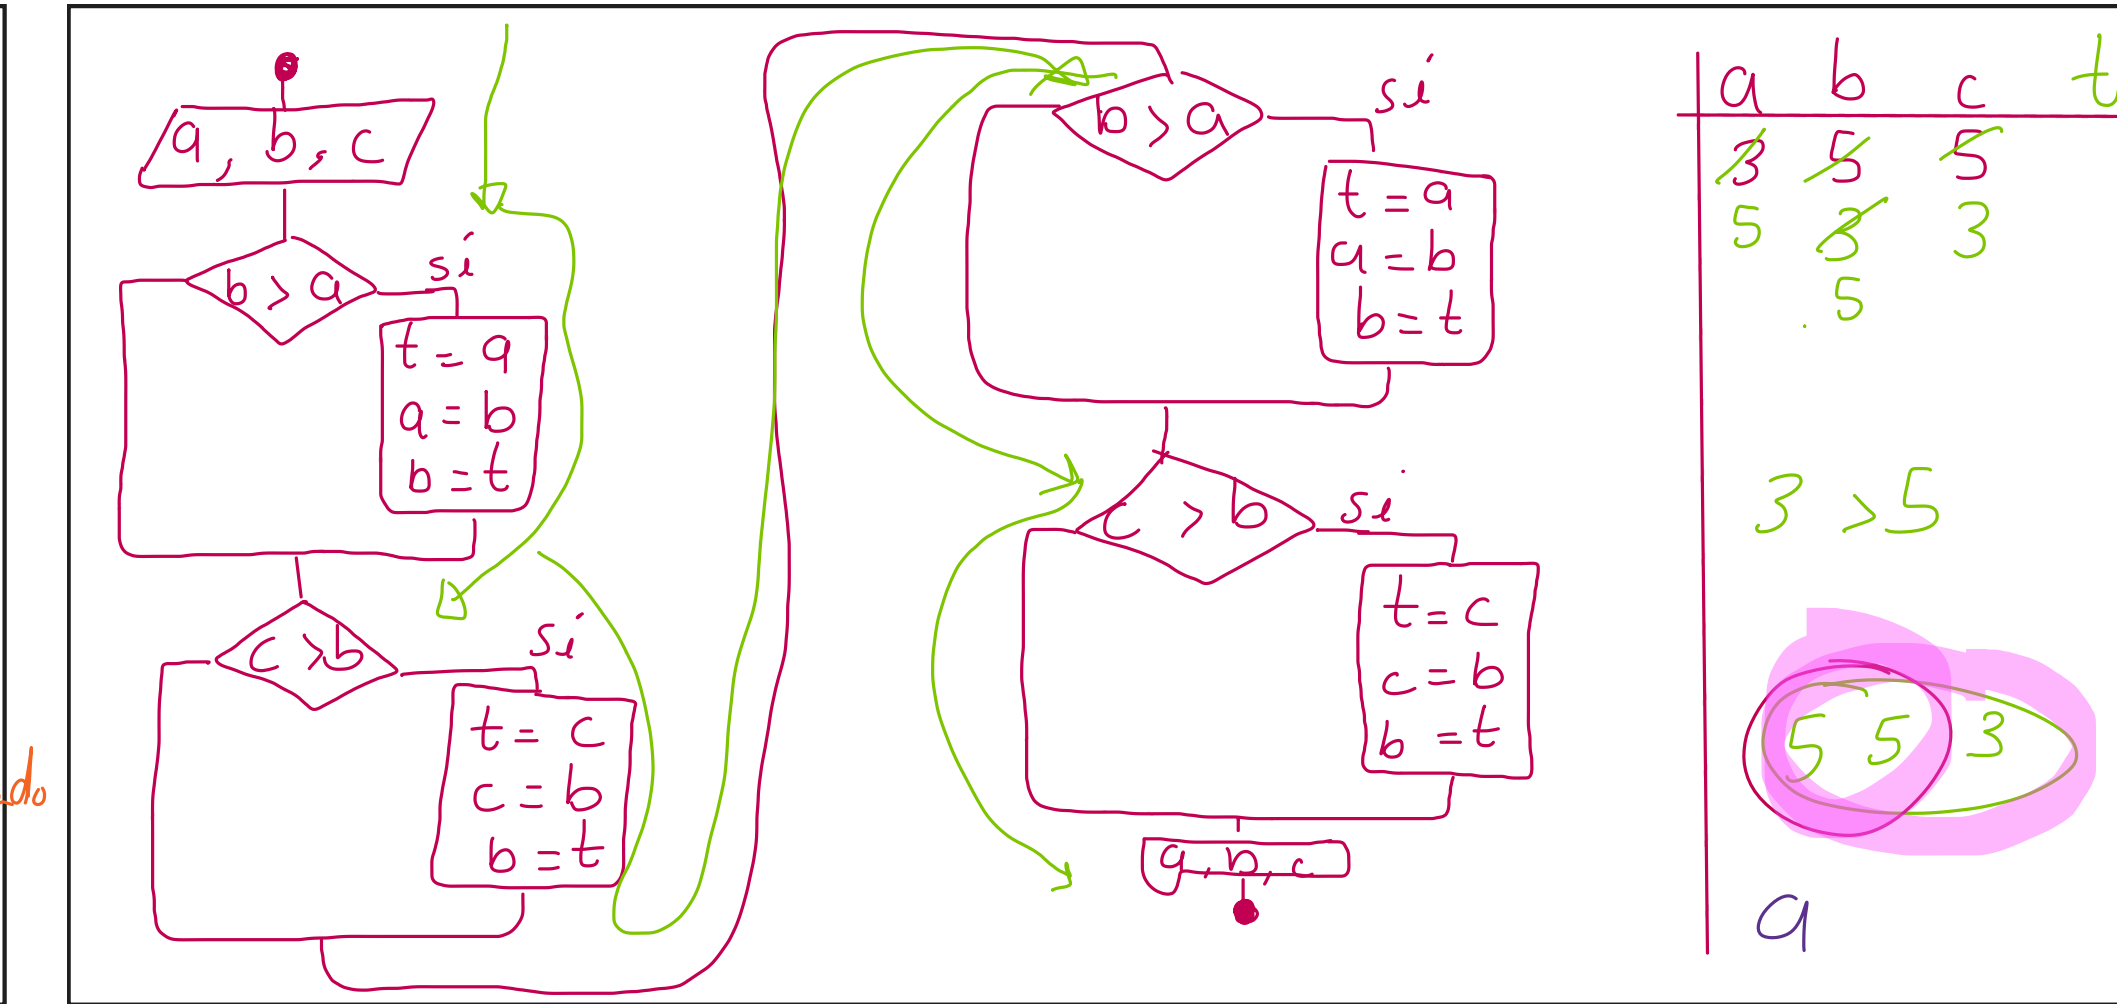 a, b, c
b > a
si
t = a
a = b
b = t
c > b
si
t = c
c = b
b = t
do
b > a
si
t = a
a = b
b = t
c > b
si
t = c
c = b
b = t
a, b, c
a b c t
3 5 5
5 3 3
5
3 > 5
5 5 3
a